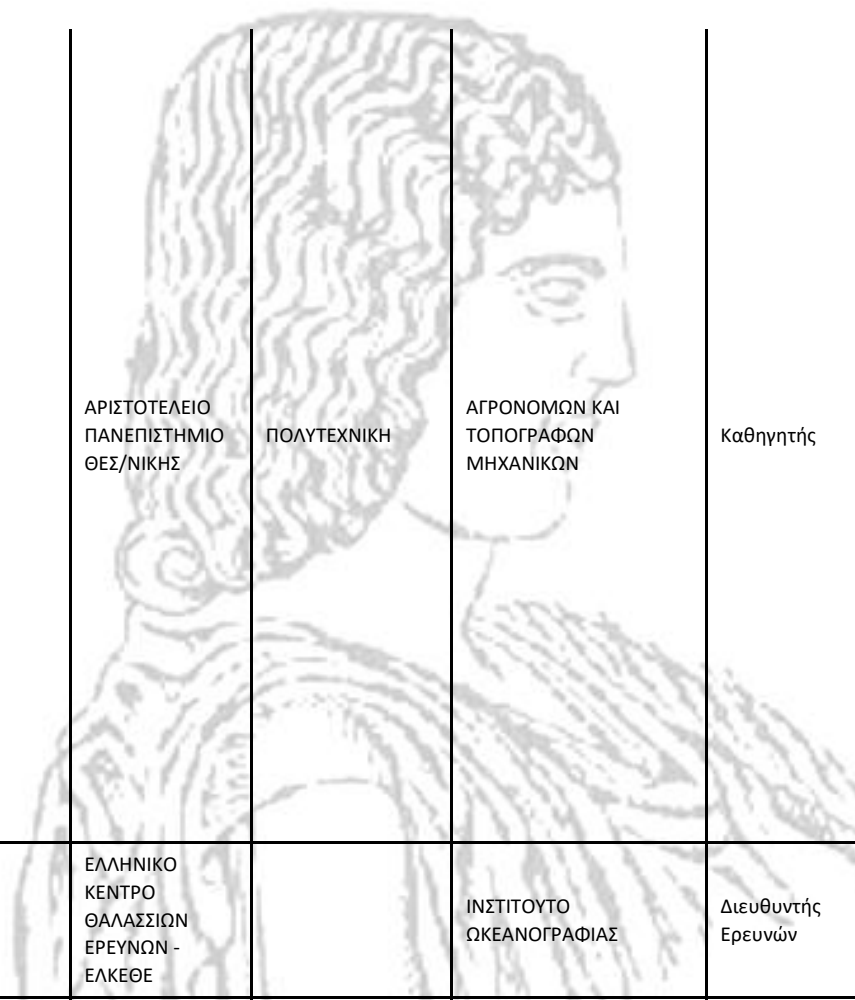 ΑΡΙΣΤΟΤΕΛΕΙΟ
ΠΑΝΕΠΙΣΤΗΜΙΟ
ΘΕΣ/ΝΙΚΗΣ
ΠΟΛΥΤΕΧΝΙΚΗ
ΑΓΡΟΝΟΜΩΝ ΚΑΙ
ΤΟΠΟΓΡΑΦΩΝ
ΜΗΧΑΝΙΚΩΝ
Καθηγητής
ΕΛΛΗΝΙΚΟ
ΚΕΝΤΡΟ
ΘΑΛΑΣΣΙΩΝ
ΕΡΕΥΝΩΝ -
ΕΛΚΕΘΕ
ΙΝΣΤΙΤΟΥΤΟ
ΩΚΕΑΝΟΓΡΑΦΙΑΣ
Διευθυντής
Ερευνών